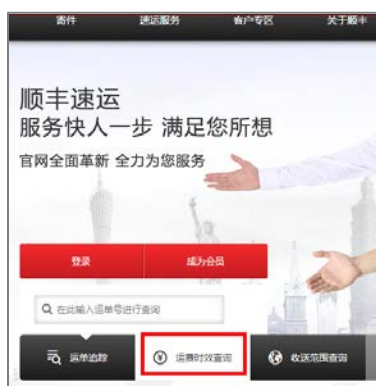 寄件 速运服务 客户专区 关于顺丰
顺丰速运
服务快人一步 满足您所想
官网全面革新 全力为您服务
登录 成为会员
在此输入运单号进行查询
运单追踪 运费时效查询 收送范围查询